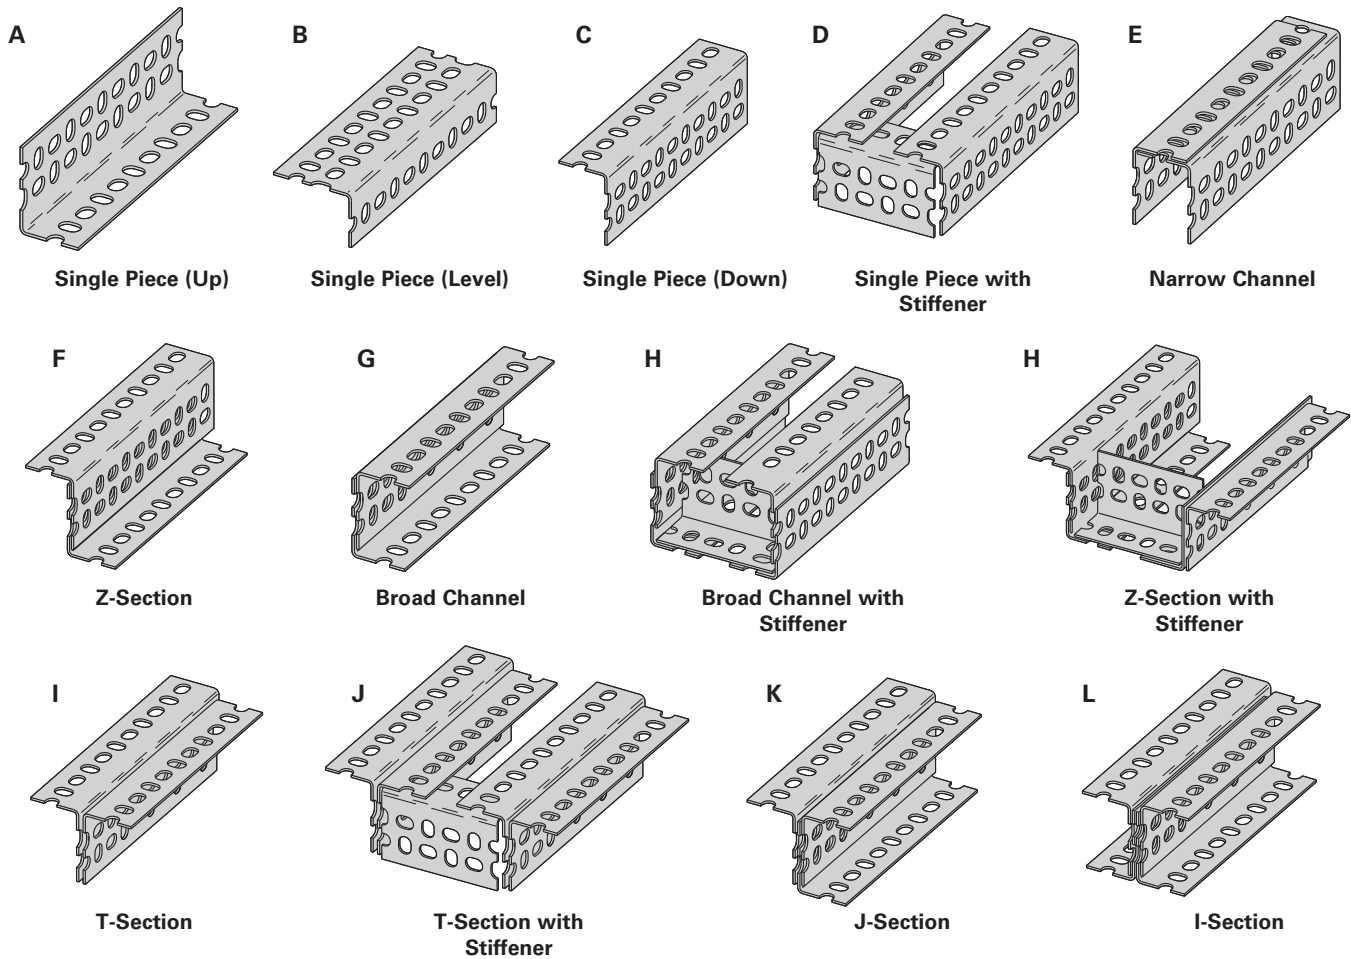 A
B
C
D
E
Single Piece (Up)
Single Piece (Level)
Single Piece (Down)
Single Piece with
Stiffener
Narrow Channel
F
G
H
H
Z-Section
Broad Channel
Broad Channel with
Stiffener
Z-Section with
Stiffener
I
J
K
L
T-Section
T-Section with
Stiffener
J-Section
I-Section